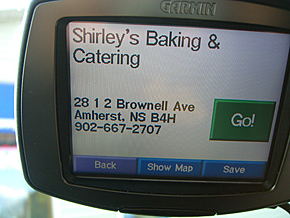 GARMIN
Shirley's Baking &
Catering
28 1 2 Brownell Ave
Amherst, NS B4H
902-667-2707
Go!
Back
Show Map
Save